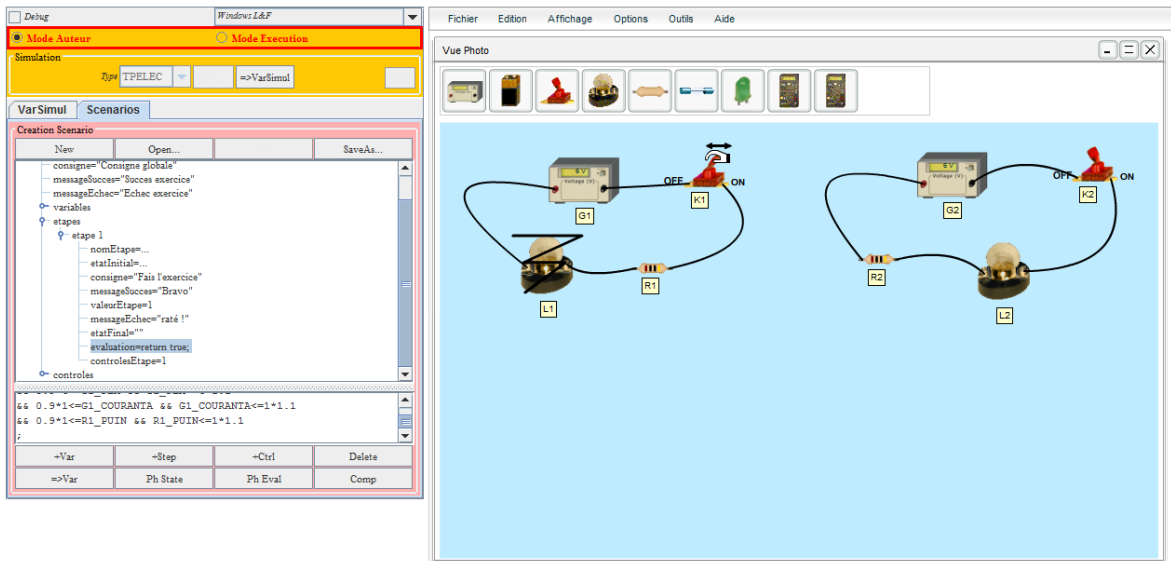 Debug
Windows L&F
Mode Auteur
Mode Execution
Simulation
Type TPELEC =>VarSimul
VarSimul Scenarios
Creation Scenario
New Open... SaveAs...
consigne="Consigne globale"
messageSucces="Succes exercice"
messageEchec="Echec exercice"
variables
etapes
etape 1
nomEtape=...
etatInitial=...
consigne="Fais l'exercice"
messageSucces="Bravo"
valeurEtape=1
messageEchec="raté !"
etatFinal=""
evaluation=return true;
controlesEtape=1
controles
&& 0.9*1<=G1_COURANTA && G1_COURANTA<=1*1.1
&& 0.9*1<=R1_PUIN && R1_PUIN<=1*1.1
;
+Var +Step +Ctrl Delete
=>Var Ph State Ph Eval Comp
Fichier Edition Affichage Options Outils Aide
Vue Photo
6 V
Voltage (V)
G1
OFF
ON
K1
L1
R1
6 V
Voltage (V)
G2
OFF
ON
K2
R2
L2